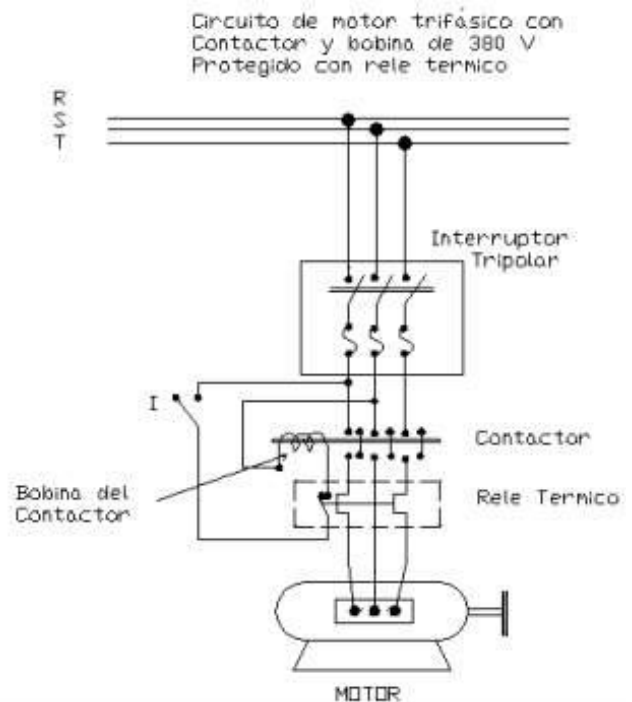 Circuito de motor trifásico con
Contactor y bobina de 380 V
Protegido con rele termico
R
S
T
Interruptor
Tripolar
I
Contactor
Bobina del
Contactor
Rele Termico
MOTOR